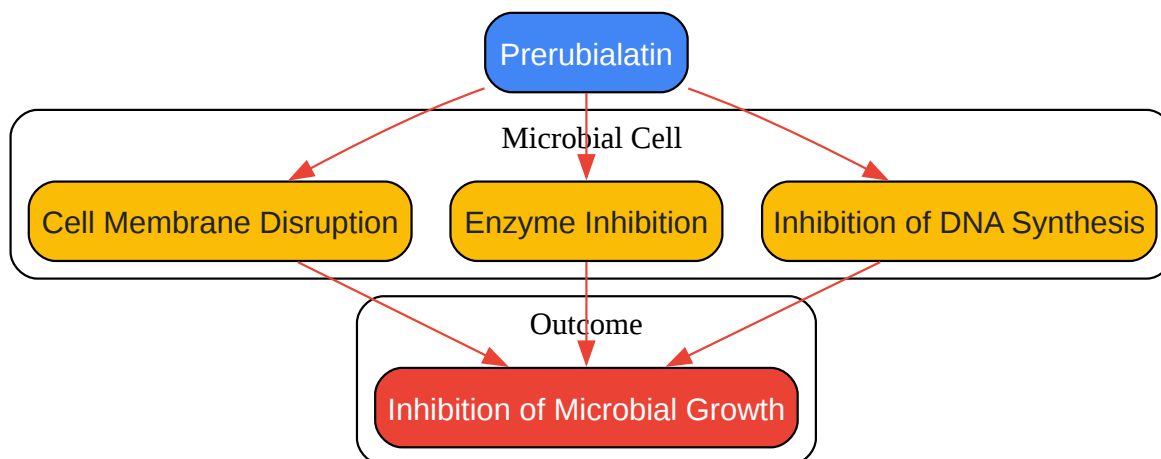 Prerubialatin
Microbial Cell
Cell Membrane Disruption
Enzyme Inhibition
Inhibition of DNA Synthesis
Outcome
Inhibition of Microbial Growth